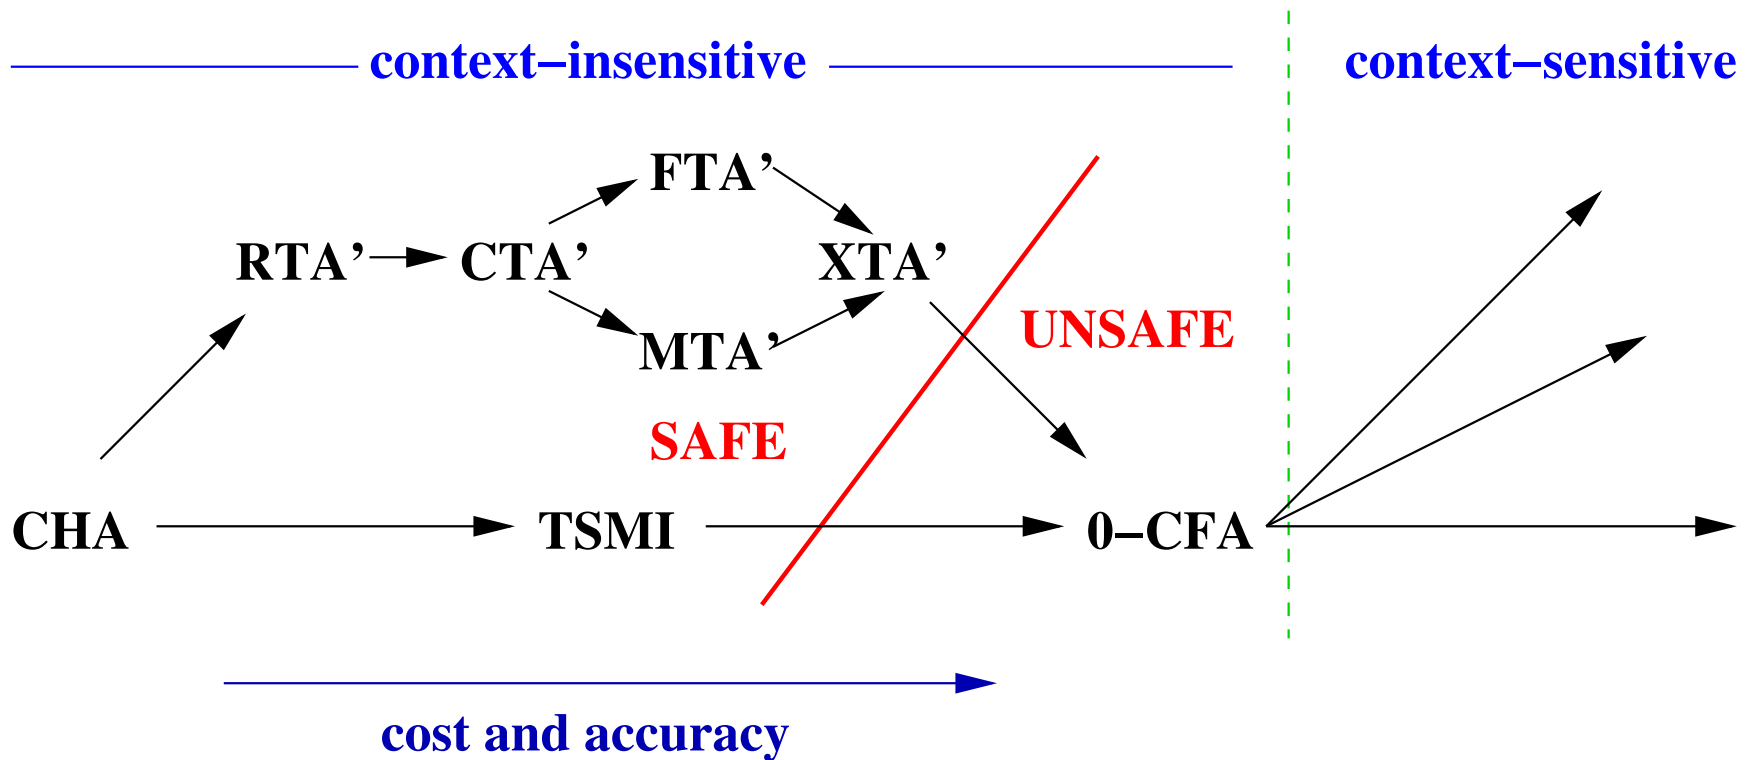 context−insensitive
context−sensitive
FTA’
RTA’
CTA’
XTA’
UNSAFE
MTA’
SAFE
CHA
TSMI
0−CFA
cost and accuracy